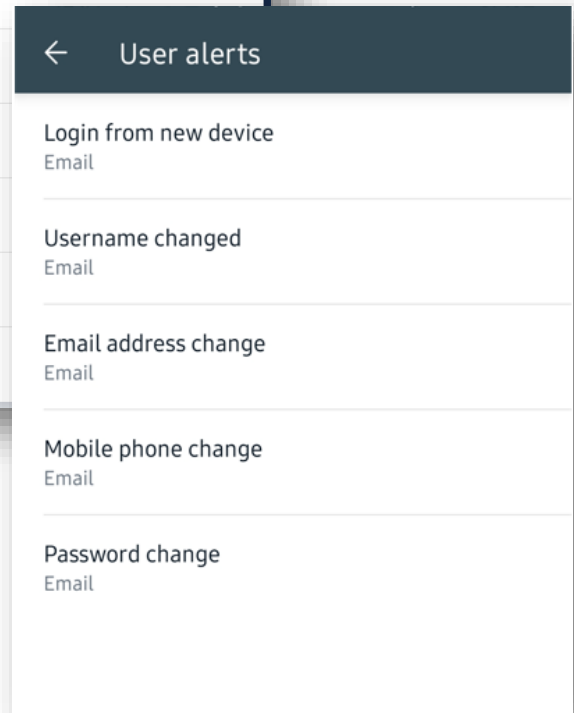 User alerts
Login from new device
Email
Username changed
Email
Email address change
Email
Mobile phone change
Email
Password change
Email